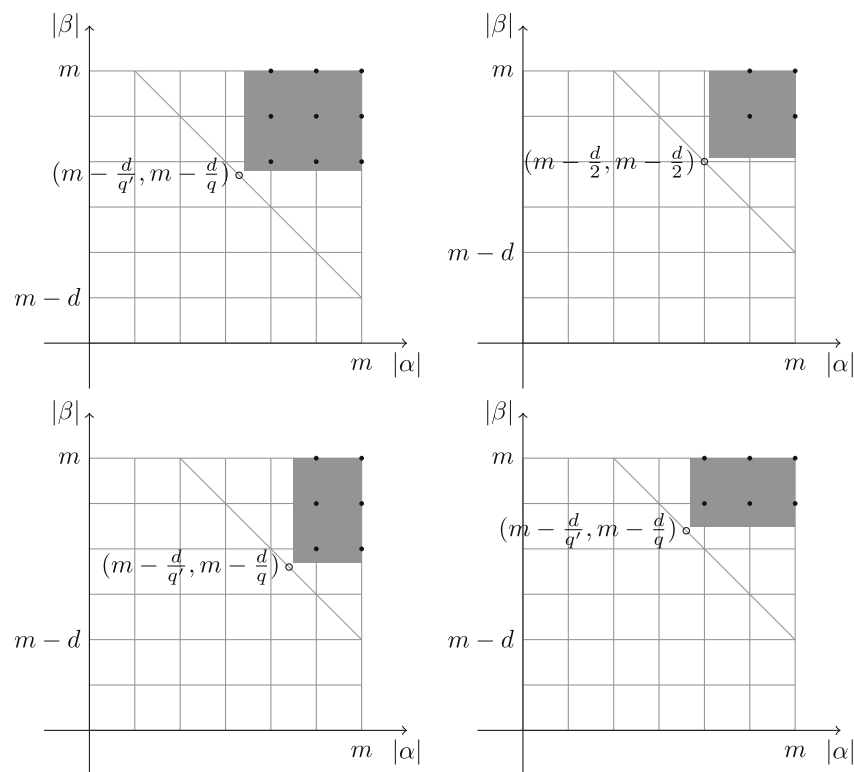 |β|
m
(m − d/q′, m − d/q)
m − d
m |α|
|β|
m
(m − d/2, m − d/2)
m − d
m |α|
|β|
m
(m − d/q′, m − d/q)
m − d
m |α|
|β|
m
(m − d/q′, m − d/q)
m − d
m |α|